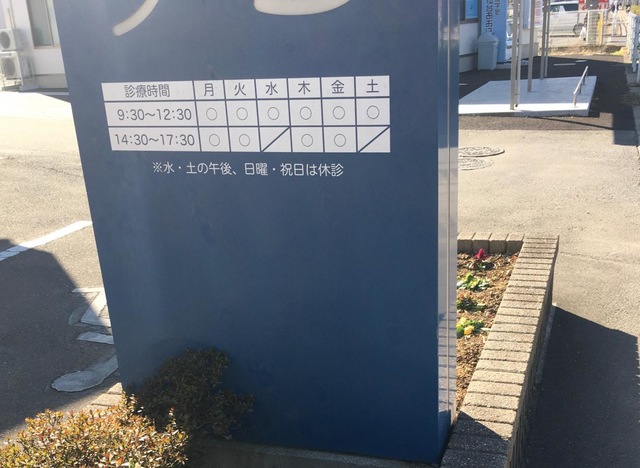 診療時間 月 火 水 木 金 土
9:30～12:30 ○ ○ ○ ○ ○ ○
14:30～17:30 ○ ○ ／ ○ ○ ／
※水・土の午後、日曜・祝日は休診